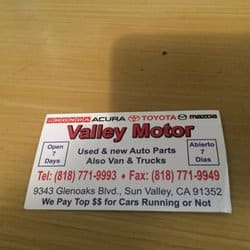 HONDA ACURA TOYOTA mazda
Valley Motor
Open 7 Days
Used & new Auto Parts
Also Van & Trucks
Abierto 7 Dias
Tel: (818) 771-9993 • Fax: (818) 771-9949
9343 Glenoaks Blvd., Sun Valley, CA 91352
We Pay Top $$ for Cars Running or Not